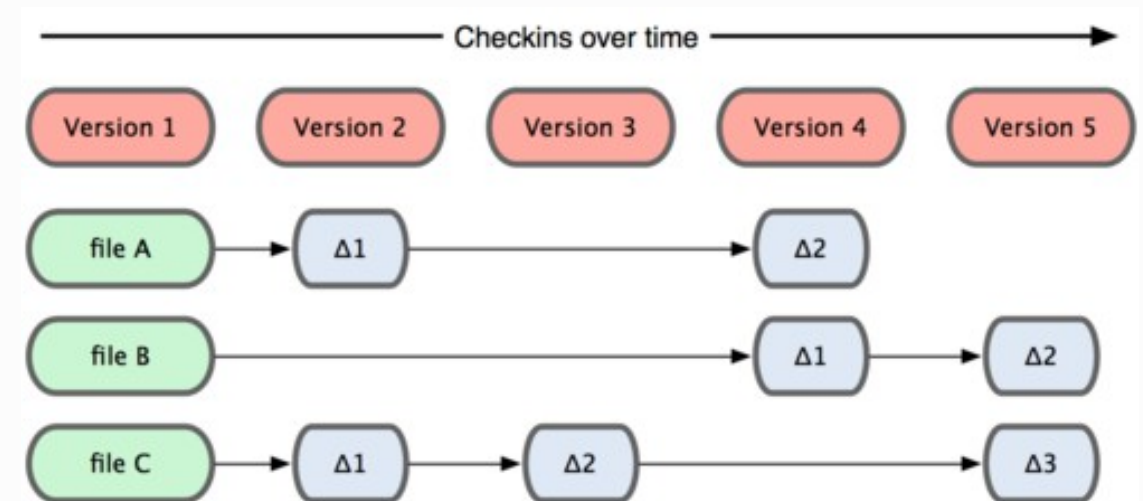 Checkins over time
Version 1 Version 2 Version 3 Version 4 Version 5
file A Δ1 Δ2
file B Δ1 Δ2
file C Δ1 Δ2 Δ3